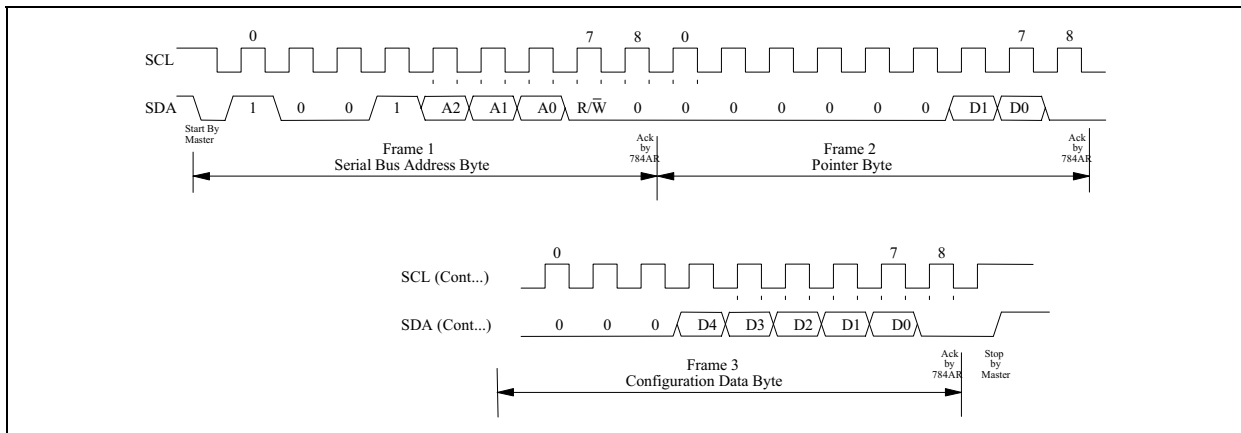 0 7 8 0 7 8
SCL
SDA 1 0 0 1 A2 A1 A0 R/W̅ 0 0 0 0 0 0 0 D1 D0
Start By
Master
Ack
by
784AR
Ack
by
784AR
Frame 1
Serial Bus Address Byte
Frame 2
Pointer Byte
0 7 8
SCL (Cont...)
SDA (Cont...) 0 0 0 D4 D3 D2 D1 D0
Ack
by
784AR
Stop
by
Master
Frame 3
Configuration Data Byte